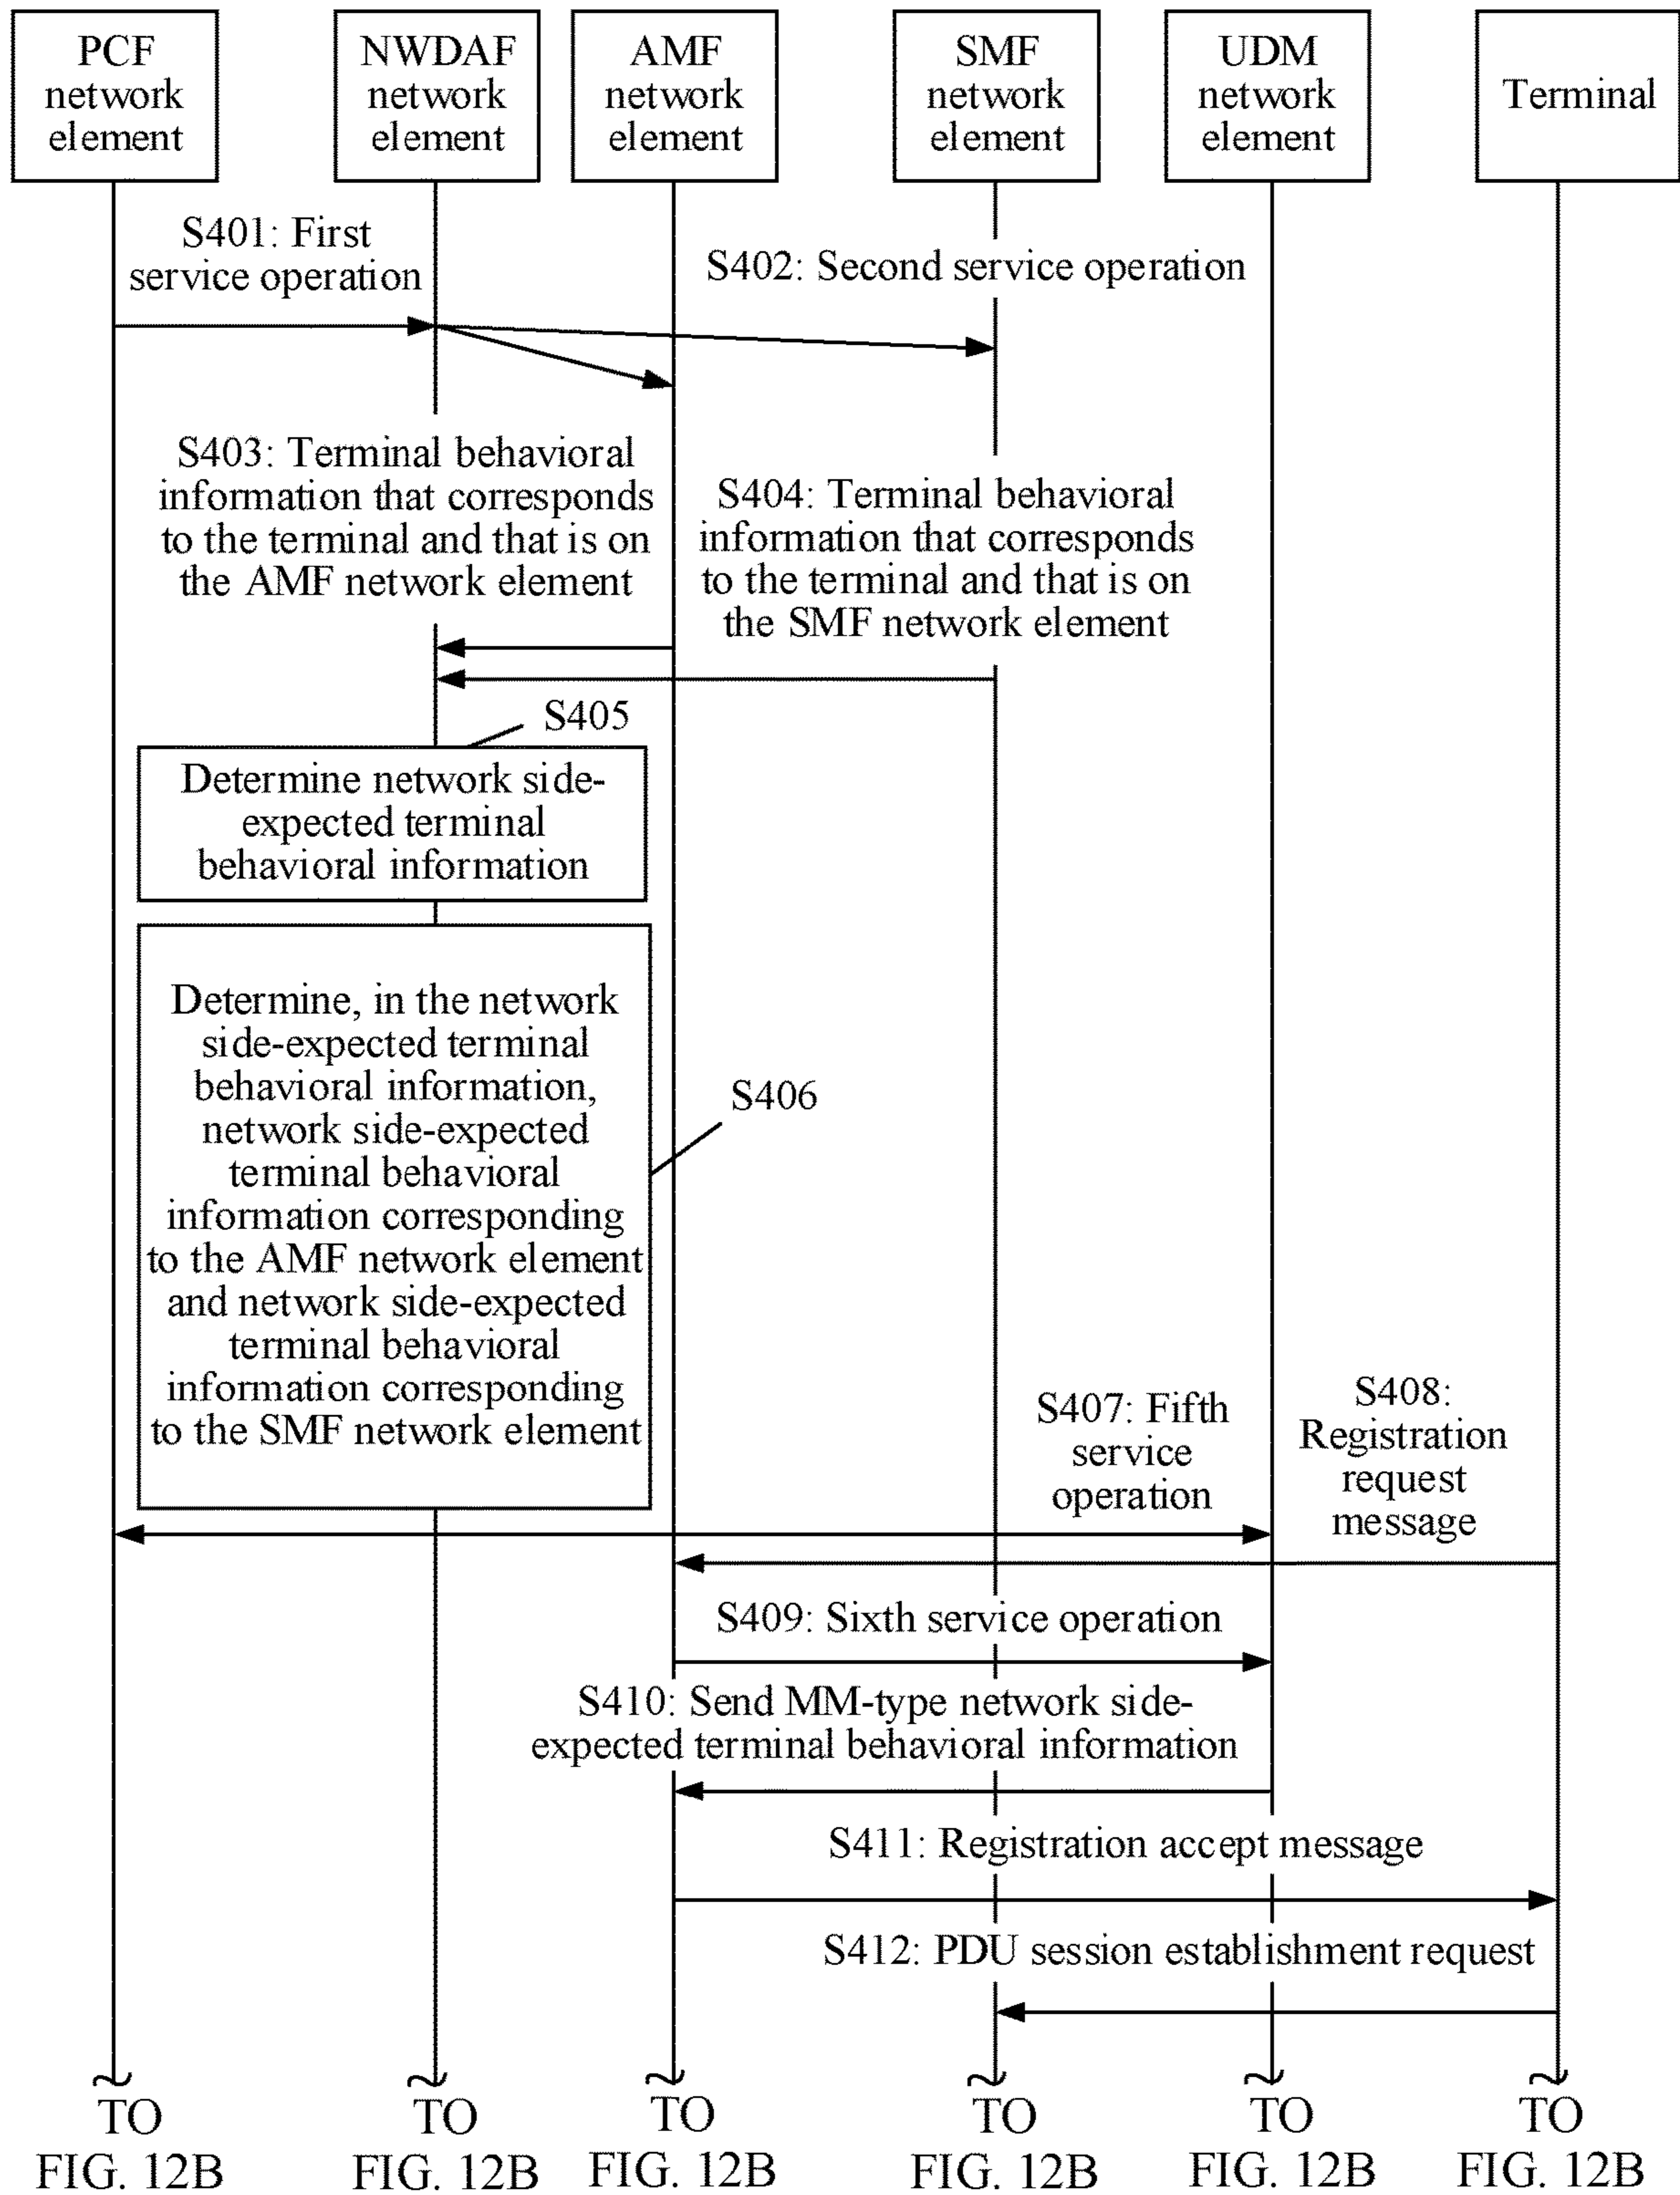 PCF
network
element
NWDAF
network
element
AMF
network
element
SMF
network
element
UDM
network
element
Terminal
S401: First
service operation
S402: Second service operation
S403: Terminal behavioral
information that corresponds
to the terminal and that is on
the AMF network element
S404: Terminal behavioral
information that corresponds
to the terminal and that is on
the SMF network element
S405
Determine network side-
expected terminal
behavioral information
Determine, in the network
side-expected terminal
behavioral information,
network side-expected
terminal behavioral
information corresponding
to the AMF network element
and network side-expected
terminal behavioral
information corresponding
to the SMF network element
S406
S407: Fifth
service
operation
S408:
Registration
request
message
S409: Sixth service operation
S410: Send MM-type network side-
expected terminal behavioral information
S411: Registration accept message
S412: PDU session establishment request
TO
FIG. 12B
TO
FIG. 12B
TO
FIG. 12B
TO
FIG. 12B
TO
FIG. 12B
TO
FIG. 12B